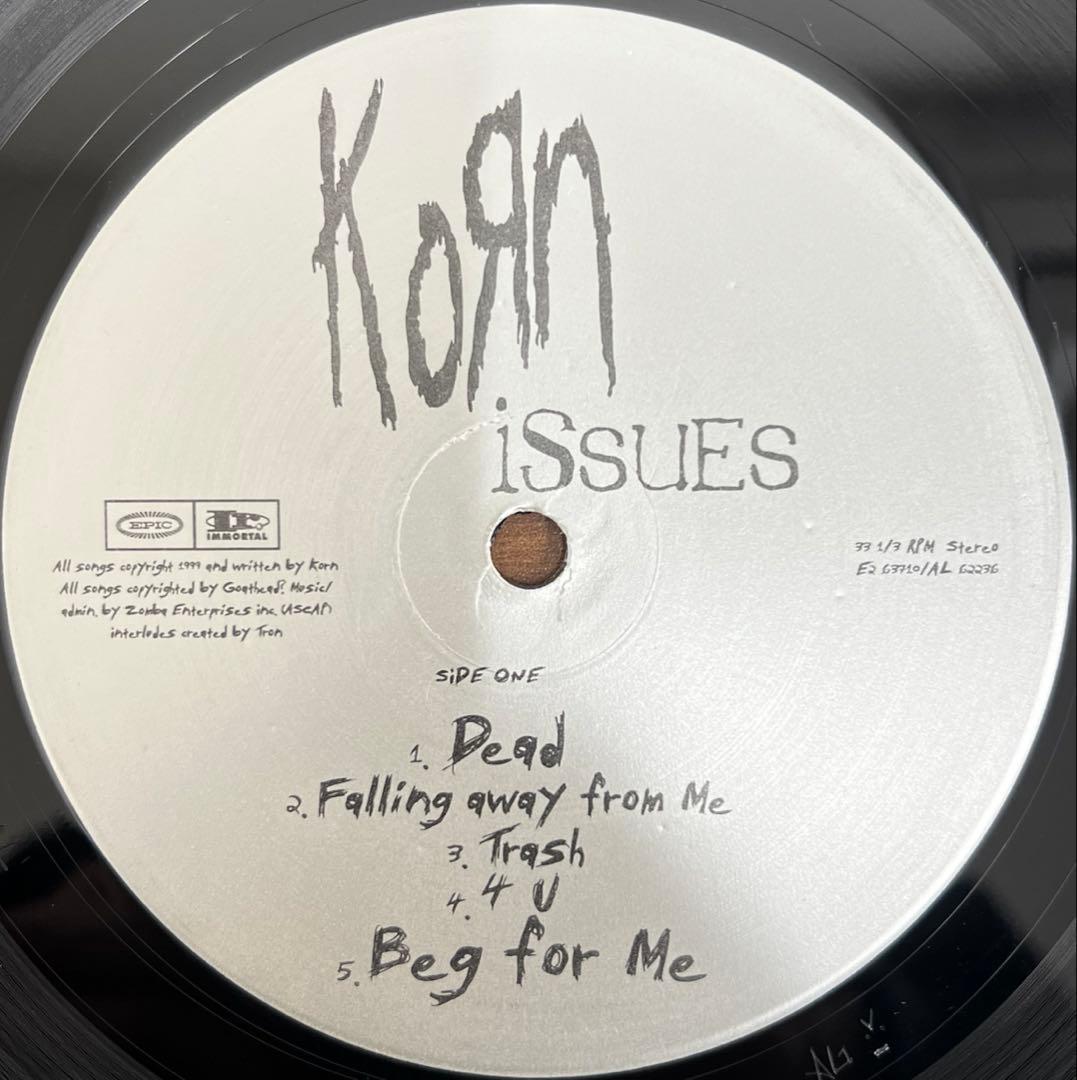 KoЯn
iSsUEs
EPIC
IMMORTAL
All songs copyright 1999 and written by Korn
All songs copyrighted by Goathead? Music/
admin. by Zomba Enterprises inc. (ASCAP)
interludes created by Tron
33 1/3 RPM Stereo
E2 63710/AL 62236
SiDE ONE
1. Dead
2. Falling away from Me
3. Trash
4. 4 U
5. Beg for Me